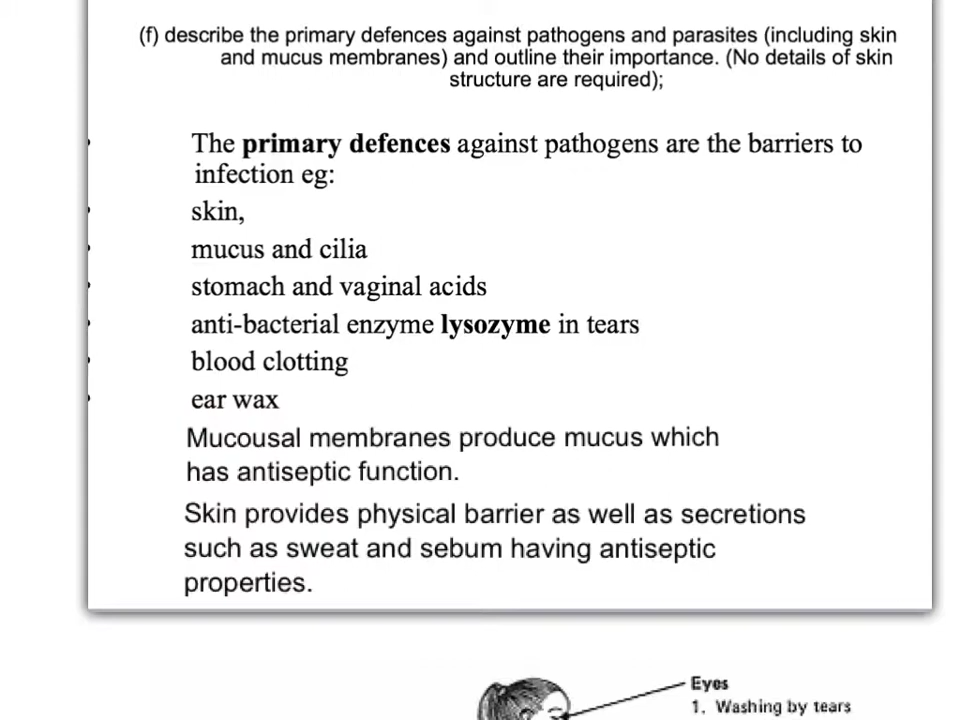 (f) describe the primary defences against pathogens and parasites (including skin
and mucus membranes) and outline their importance. (No details of skin
structure are required);
The primary defences against pathogens are the barriers to
infection eg:
skin,
mucus and cilia
stomach and vaginal acids
anti-bacterial enzyme lysozyme in tears
blood clotting
ear wax
Mucousal membranes produce mucus which
has antiseptic function.
Skin provides physical barrier as well as secretions
such as sweat and sebum having antiseptic
properties.
Eyes
1. Washing by tears